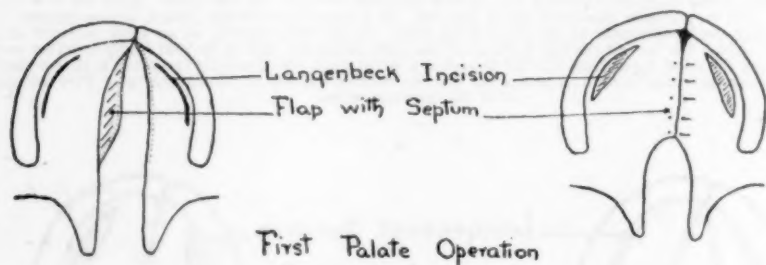 Langenbeck Incision
Flap with Septum
First Palate Operation